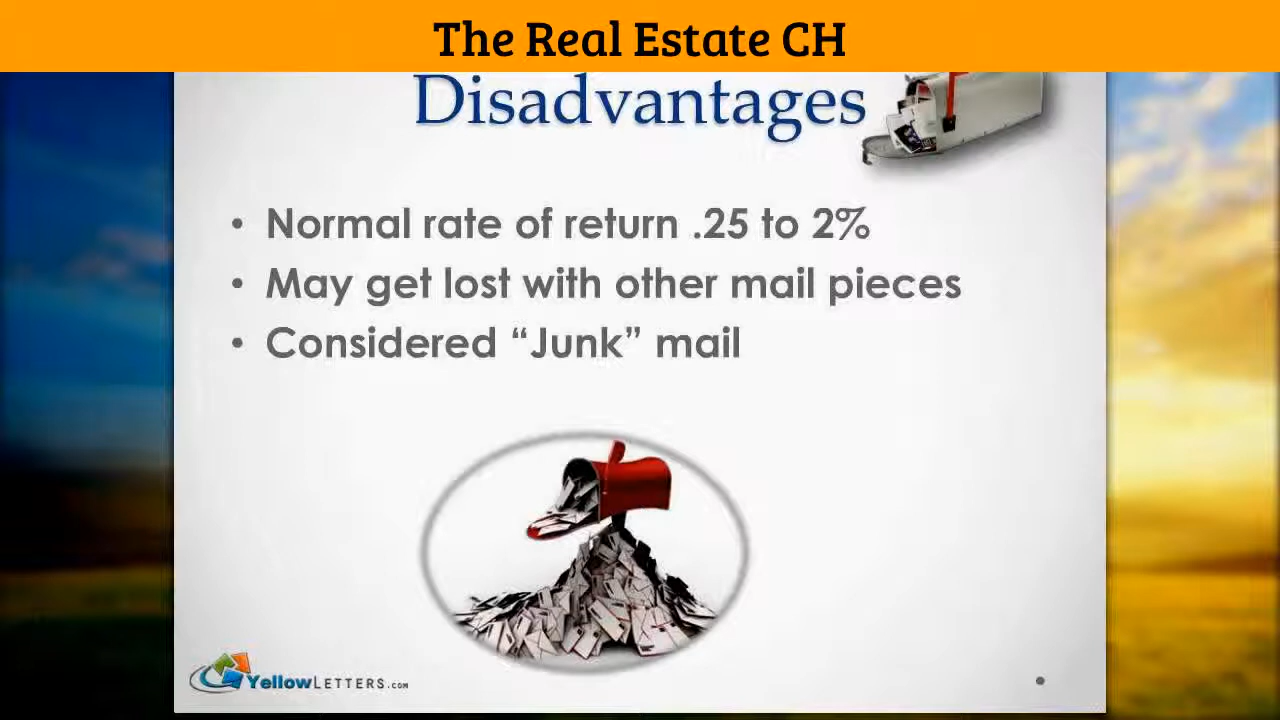 The Real Estate CH
Disadvantages
• Normal rate of return .25 to 2%
• May get lost with other mail pieces
• Considered “Junk” mail
YellowLETTERS.COM